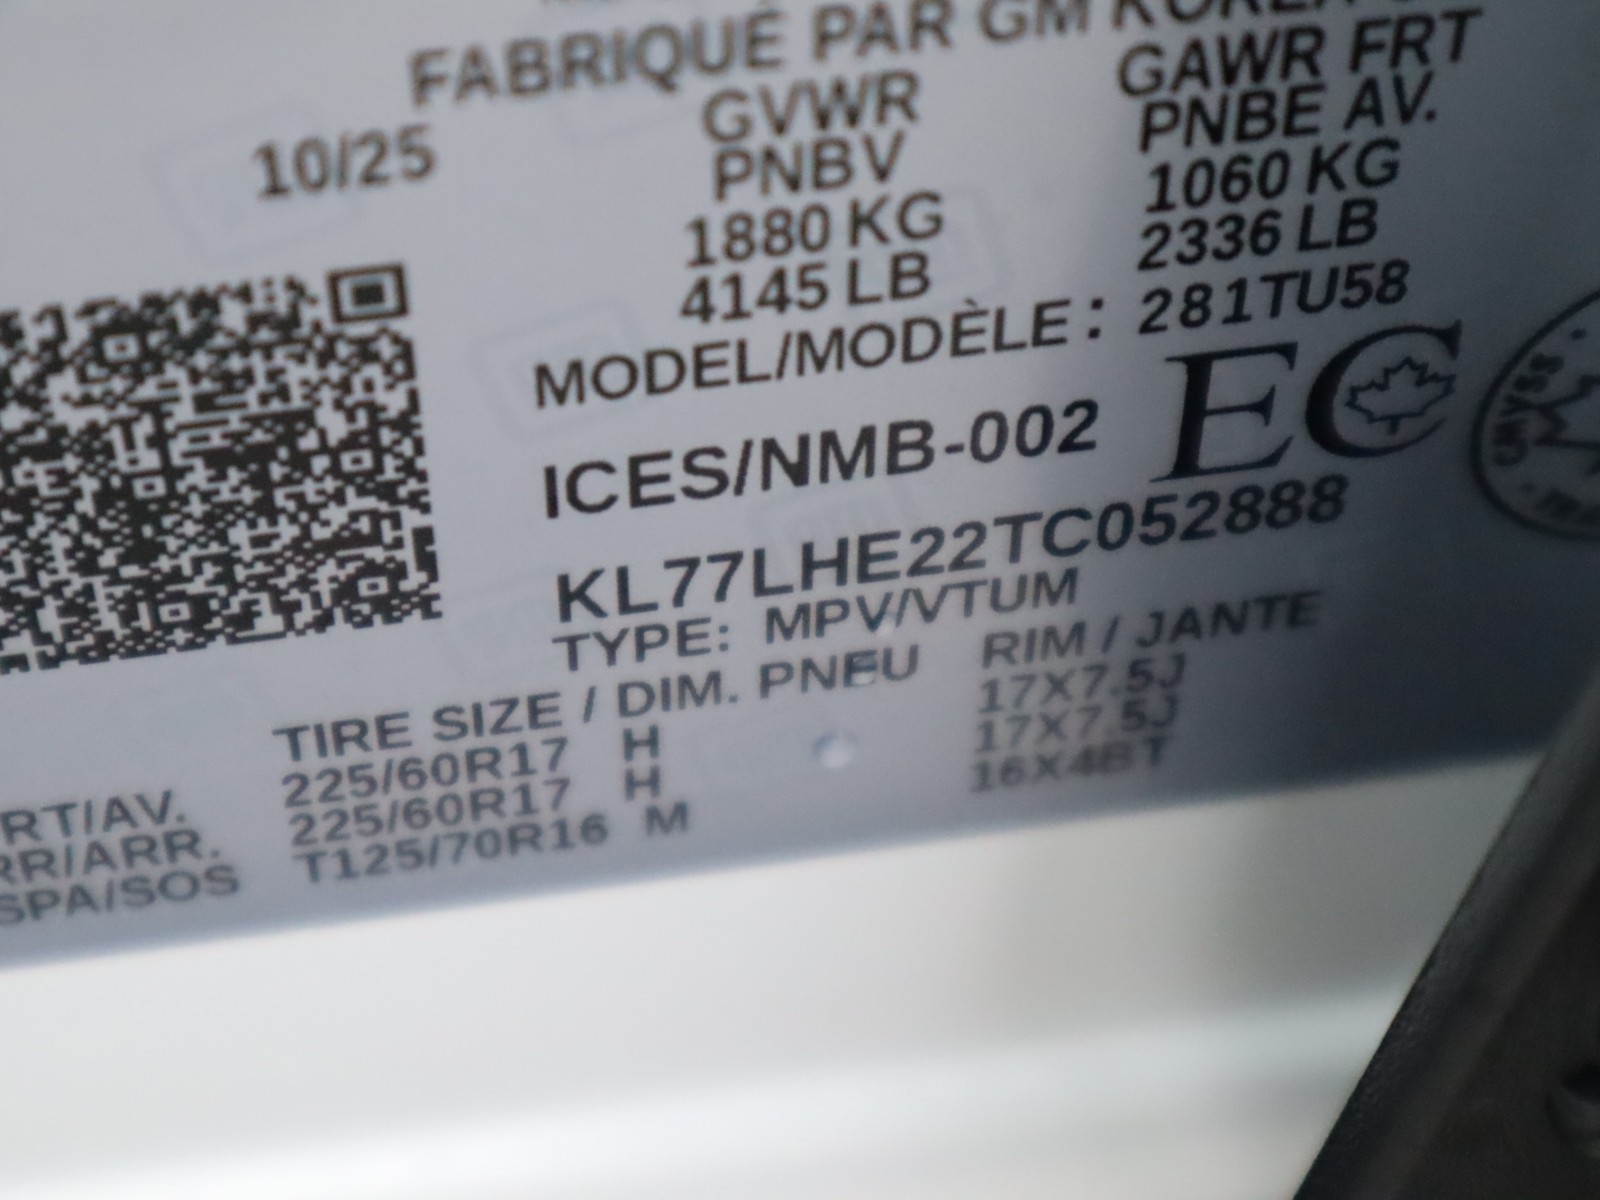 FABRIQUÉ PAR GM KOREA
10/25
GVWR
PNBV
1880 KG
4145 LB
GAWR FRT
PNBE AV.
1060 KG
2336 LB
MODEL/MODÈLE : 281TU58
ICES/NMB-002
EC
CMVSS
KL77LHE22TC052888
TYPE: MPV/VTUM
TIRE SIZE / DIM. PNEU RIM / JANTE
RT/AV. 225/60R17 H 17X7.5J
RR/ARR. 225/60R17 H 17X7.5J
SPA/SOS T125/70R16 M 16X4BT